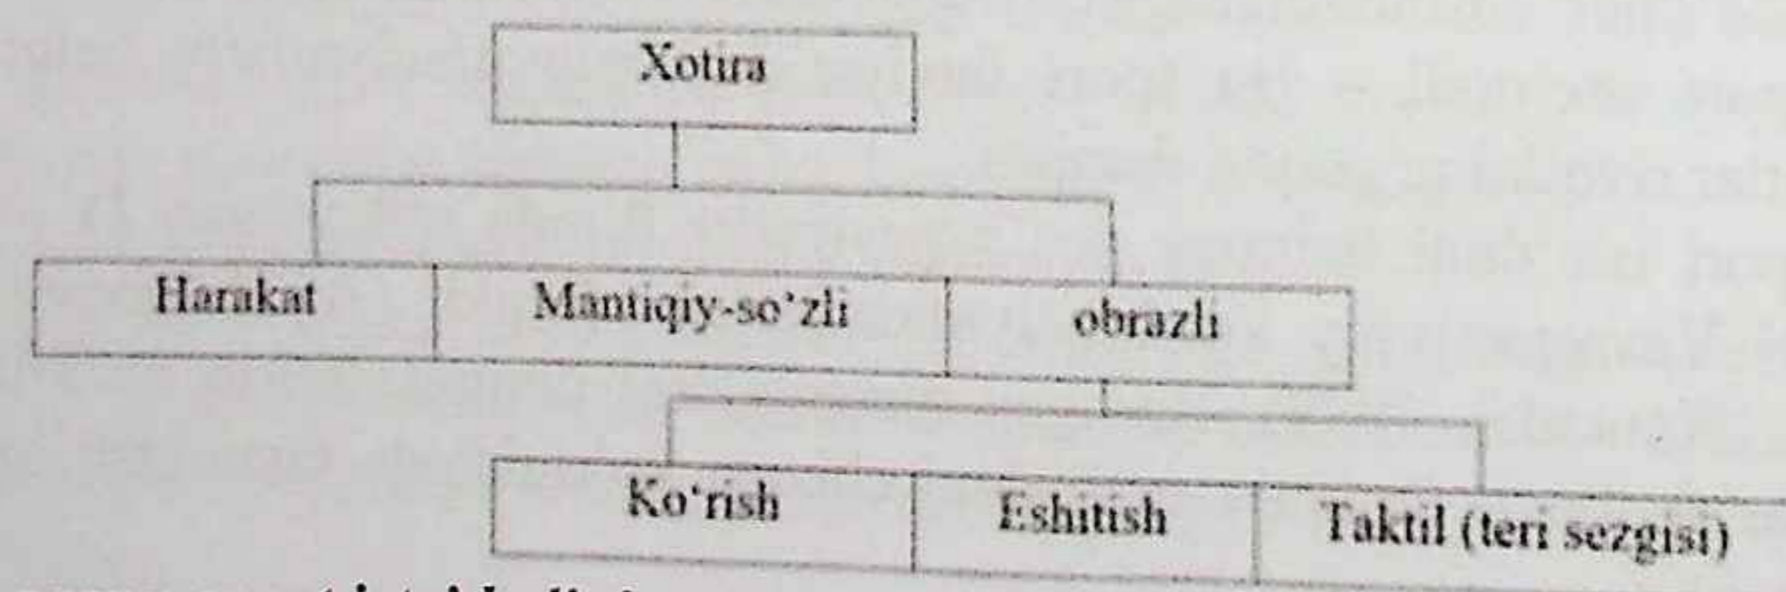 Xotira
Harakat Mantiqiy-so‘zli obrazli
Ko‘rish Eshitish Taktil (teri sezgisi)